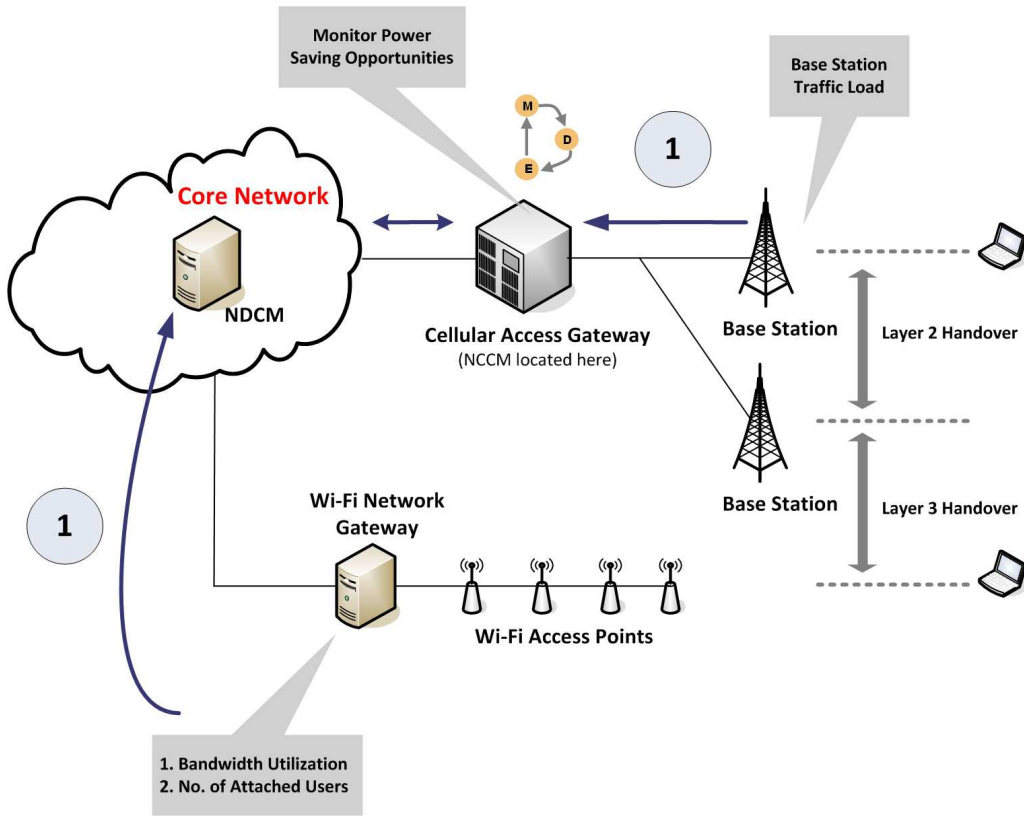 Monitor Power
Saving Opportunities
Base Station
Traffic Load
M
D
E
1
Core Network
NDCM
Cellular Access Gateway
(NCCM located here)
Base Station
Layer 2 Handover
Base Station
Layer 3 Handover
1
Wi-Fi Network
Gateway
Wi-Fi Access Points
1. Bandwidth Utilization
2. No. of Attached Users